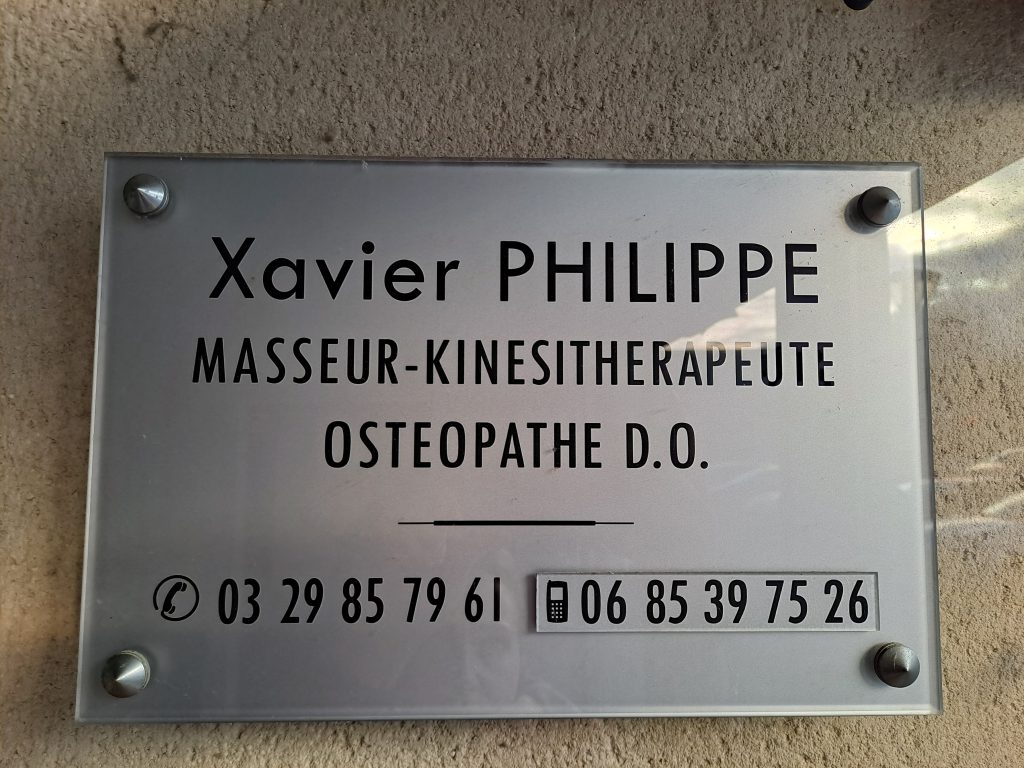 Xavier PHILIPPE
MASSEUR-KINESITHERAPEUTE
OSTEOPATHE D.O.
03 29 85 79 61 06 85 39 75 26